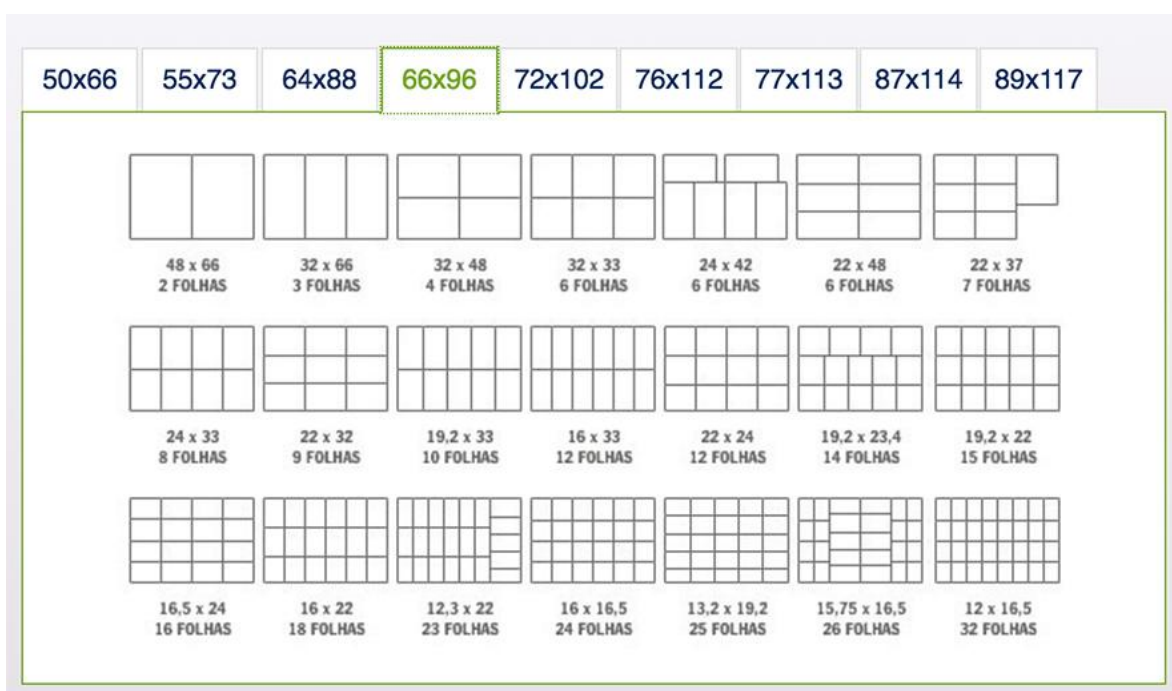 50x66 55x73 64x88 66x96 72x102 76x112 77x113 87x114 89x117
48 x 66 32 x 66 32 x 48 32 x 33 24 x 42 22 x 48 22 x 37
2 FOLHAS 3 FOLHAS 4 FOLHAS 6 FOLHAS 6 FOLHAS 6 FOLHAS 7 FOLHAS
24 x 33 22 x 32 19,2 x 33 16 x 33 22 x 24 19,2 x 23,4 19,2 x 22
8 FOLHAS 9 FOLHAS 10 FOLHAS 12 FOLHAS 12 FOLHAS 14 FOLHAS 15 FOLHAS
16,5 x 24 16 x 22 12,3 x 22 16 x 16,5 13,2 x 19,2 15,75 x 16,5 12 x 16,5
16 FOLHAS 18 FOLHAS 23 FOLHAS 24 FOLHAS 25 FOLHAS 26 FOLHAS 32 FOLHAS